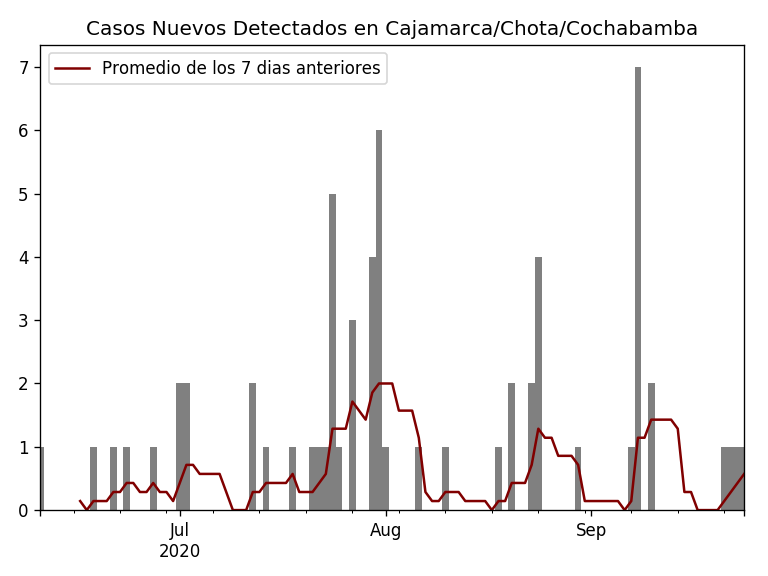 Casos Nuevos Detectados en Cajamarca/Chota/Cochabamba
Promedio de los 7 dias anteriores
7
6
5
4
3
2
1
0
Jul
2020
Aug
Sep